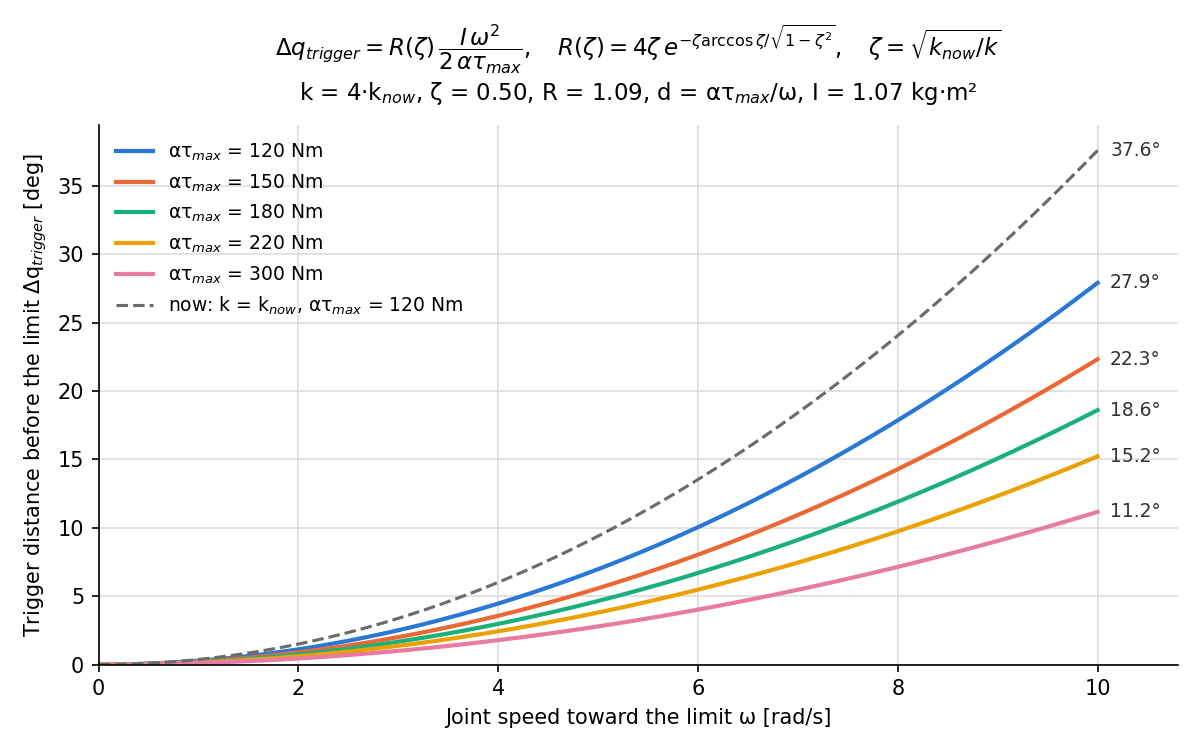 Δq_trigger = R(ζ) I ω² / 2 ατ_max,    R(ζ) = 4ζ e^(−ζ arccos ζ/√(1 − ζ²)),    ζ = √(k_now/k)
k = 4·k_now, ζ = 0.50, R = 1.09, d = ατ_max/ω, I = 1.07 kg·m²
Trigger distance before the limit Δq_trigger [deg]
35
30
25
20
15
10
5
0
ατ_max = 120 Nm
ατ_max = 150 Nm
ατ_max = 180 Nm
ατ_max = 220 Nm
ατ_max = 300 Nm
now: k = k_now, ατ_max = 120 Nm
37.6°
27.9°
22.3°
18.6°
15.2°
11.2°
0 2 4 6 8 10
Joint speed toward the limit ω [rad/s]